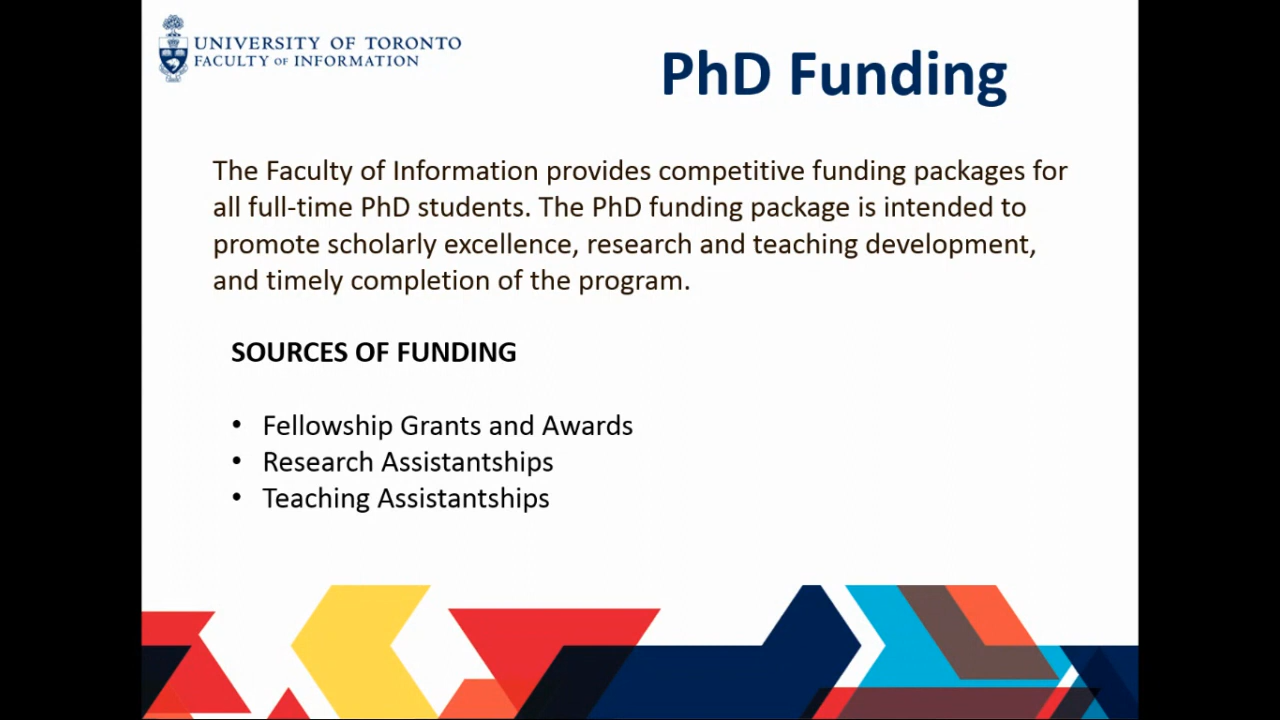 UNIVERSITY OF TORONTO
FACULTY OF INFORMATION
PhD Funding
The Faculty of Information provides competitive funding packages for
all full-time PhD students. The PhD funding package is intended to
promote scholarly excellence, research and teaching development,
and timely completion of the program.
SOURCES OF FUNDING
• Fellowship Grants and Awards
• Research Assistantships
• Teaching Assistantships